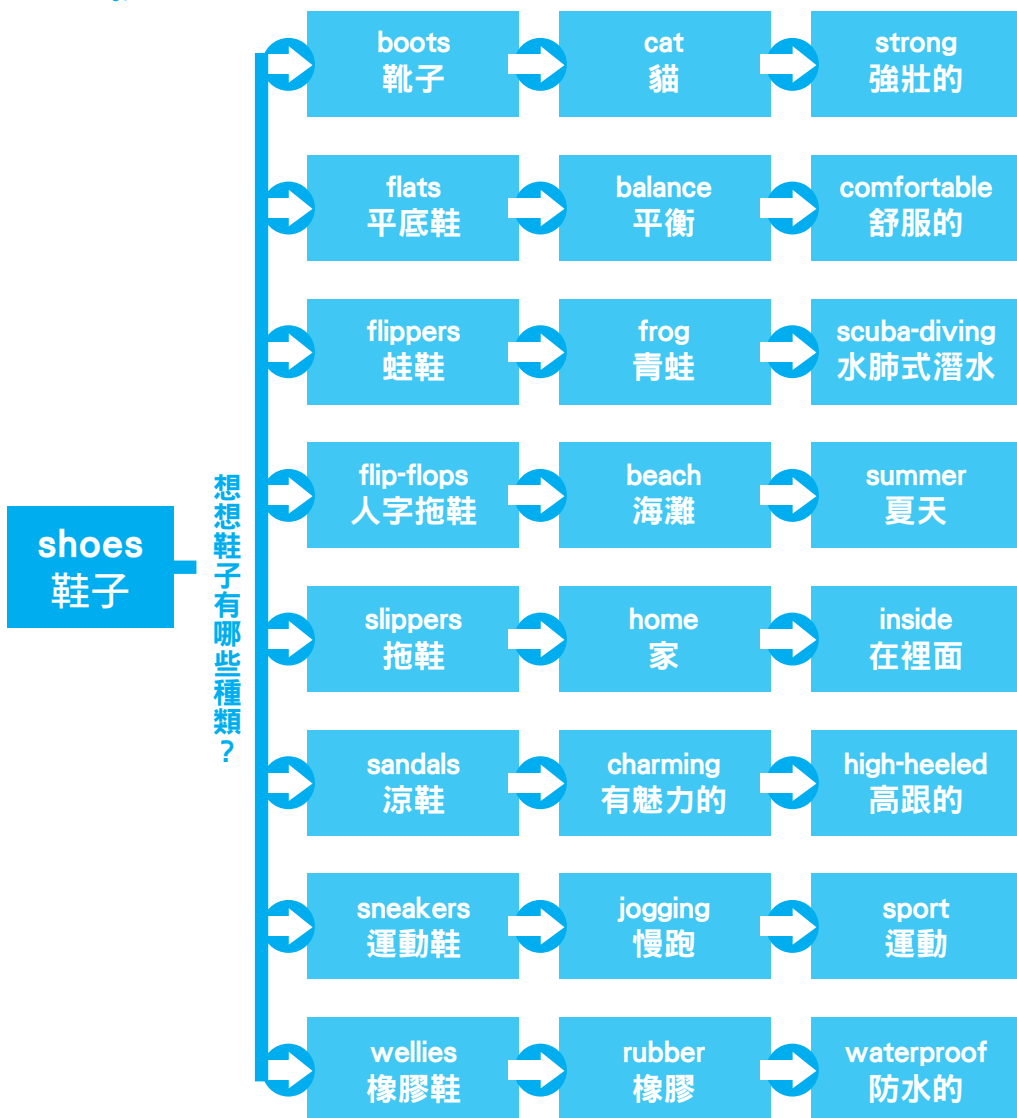 shoes
鞋子
想想鞋子有哪些種類？
boots
靴子
cat
貓
strong
強壯的
flats
平底鞋
balance
平衡
comfortable
舒服的
flippers
蛙鞋
frog
青蛙
scuba-diving
水肺式潛水
flip-flops
人字拖鞋
beach
海灘
summer
夏天
slippers
拖鞋
home
家
inside
在裡面
sandals
涼鞋
charming
有魅力的
high-heeled
高跟的
sneakers
運動鞋
jogging
慢跑
sport
運動
wellies
橡膠鞋
rubber
橡膠
waterproof
防水的